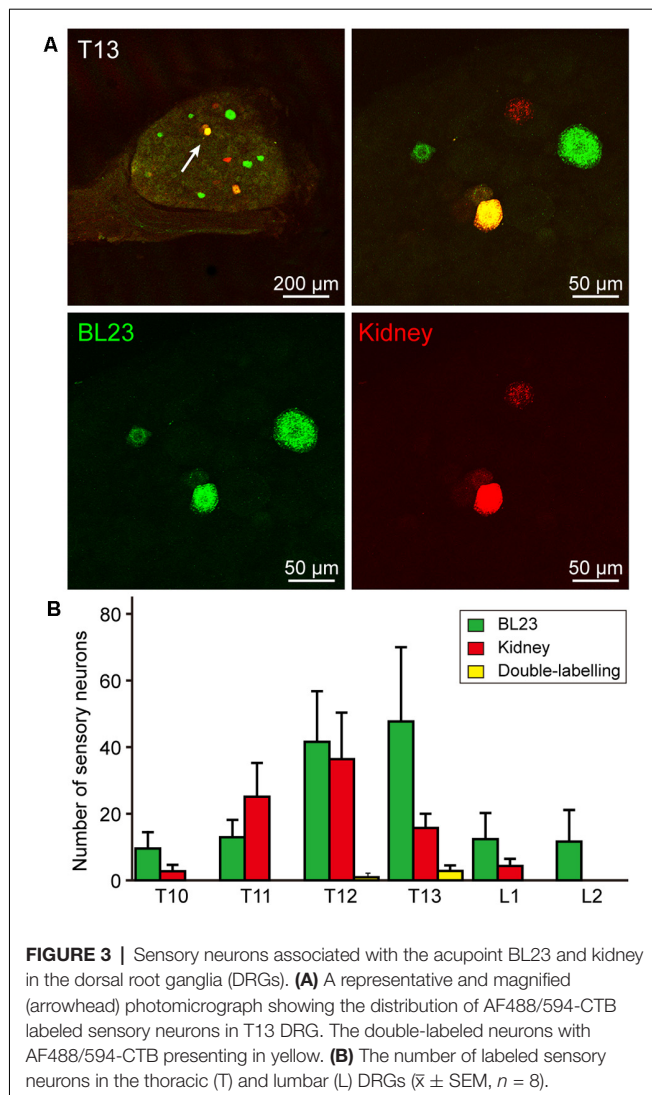 A
T13
200 µm
50 µm
BL23
50 µm
Kidney
50 µm
B
80
60
40
20
0
Number of sensory neurons
BL23
Kidney
Double-labelling
T10
T11
T12
T13
L1
L2
FIGURE 3 | Sensory neurons associated with the acupoint BL23 and kidney
in the dorsal root ganglia (DRGs). (A) A representative and magnified
(arrowhead) photomicrograph showing the distribution of AF488/594-CTB
labeled sensory neurons in T13 DRG. The double-labeled neurons with
AF488/594-CTB presenting in yellow. (B) The number of labeled sensory
neurons in the thoracic (T) and lumbar (L) DRGs (x̅ ± SEM, n = 8).